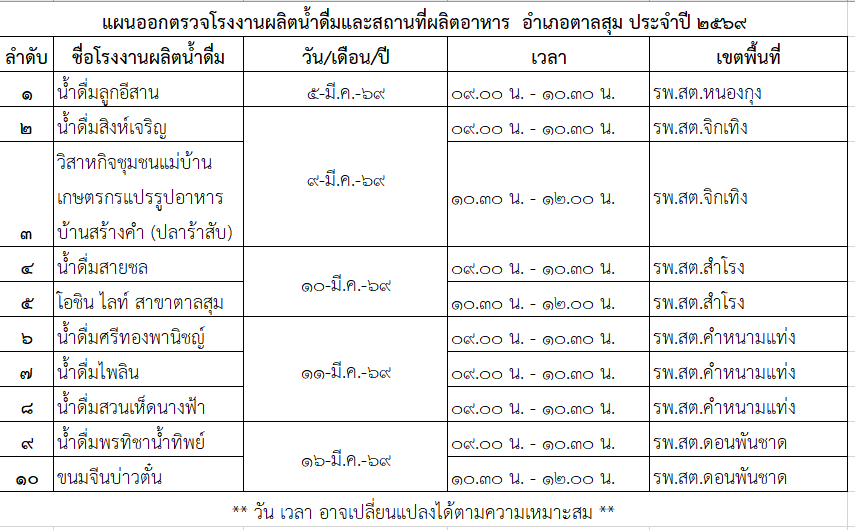 แผนออกตรวจโรงงานผลิตน้ำดื่มและสถานที่ผลิตอาหาร อำเภอตาลสุม ประจำปี ๒๕๖๙
ลำดับ ชื่อโรงงานผลิตน้ำดื่ม วัน/เดือน/ปี เวลา เขตพื้นที่
๑ น้ำดื่มลูกอีสาน ๕-มี.ค.-๖๙ ๐๙.๐๐ น. - ๑๐.๓๐ น. รพ.สต.หนองกุง
๒ น้ำดื่มสิงห์เจริญ ๐๙.๐๐ น. - ๑๐.๓๐ น. รพ.สต.จิกเทิง
วิสาหกิจชุมชนแม่บ้าน
๙-มี.ค.-๖๙
เกษตรกรแปรรูปอาหาร ๑๐.๓๐ น. - ๑๒.๐๐ น. รพ.สต.จิกเทิง
๓ บ้านสร้างคำ (ปลาร้าสับ)
๔ น้ำดื่มสายชล ๐๙.๐๐ น. - ๑๐.๓๐ น. รพ.สต.สำโรง
๑๐-มี.ค.-๖๙
๕ โอชิน ไลท์ สาขาตาลสุม ๑๐.๓๐ น. - ๑๒.๐๐ น. รพ.สต.สำโรง
๖ น้ำดื่มศรีทองพานิชญ์ ๐๙.๐๐ น. - ๑๐.๓๐ น. รพ.สต.คำหนามแท่ง
๗ น้ำดื่มไพลิน ๑๑-มี.ค.-๖๙ ๐๙.๐๐ น. - ๑๐.๓๐ น. รพ.สต.คำหนามแท่ง
๘ น้ำดื่มสวนเห็ดนางฟ้า ๐๙.๐๐ น. - ๑๐.๓๐ น. รพ.สต.คำหนามแท่ง
๙ น้ำดื่มพรทิชาน้ำทิพย์ ๐๙.๐๐ น. - ๑๐.๓๐ น. รพ.สต.ดอนพันชาด
๑๖-มี.ค.-๖๙
๑๐ ขนมจีนบ่าวตั๋น ๑๐.๓๐ น. - ๑๒.๐๐ น. รพ.สต.ดอนพันชาด
** วัน เวลา อาจเปลี่ยนแปลงได้ตามความเหมาะสม **